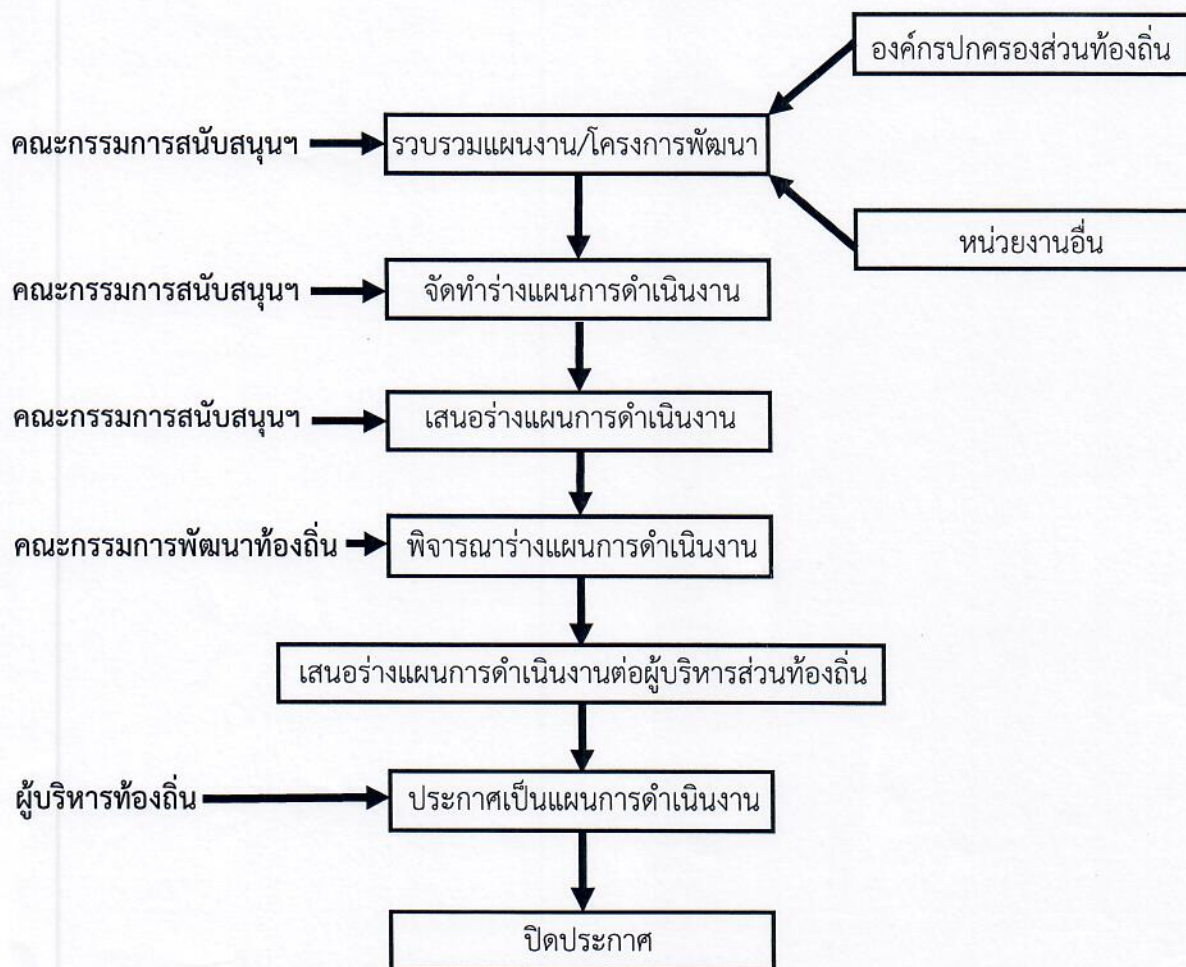 องค์กรปกครองส่วนท้องถิ่น
คณะกรรมการสนับสนุนฯ
รวบรวมแผนงาน/โครงการพัฒนา
หน่วยงานอื่น
คณะกรรมการสนับสนุนฯ
จัดทำร่างแผนการดำเนินงาน
คณะกรรมการสนับสนุนฯ
เสนอร่างแผนการดำเนินงาน
คณะกรรมการพัฒนาท้องถิ่น
พิจารณาร่างแผนการดำเนินงาน
เสนอร่างแผนการดำเนินงานต่อผู้บริหารส่วนท้องถิ่น
ผู้บริหารท้องถิ่น
ประกาศเป็นแผนการดำเนินงาน
ปิดประกาศ